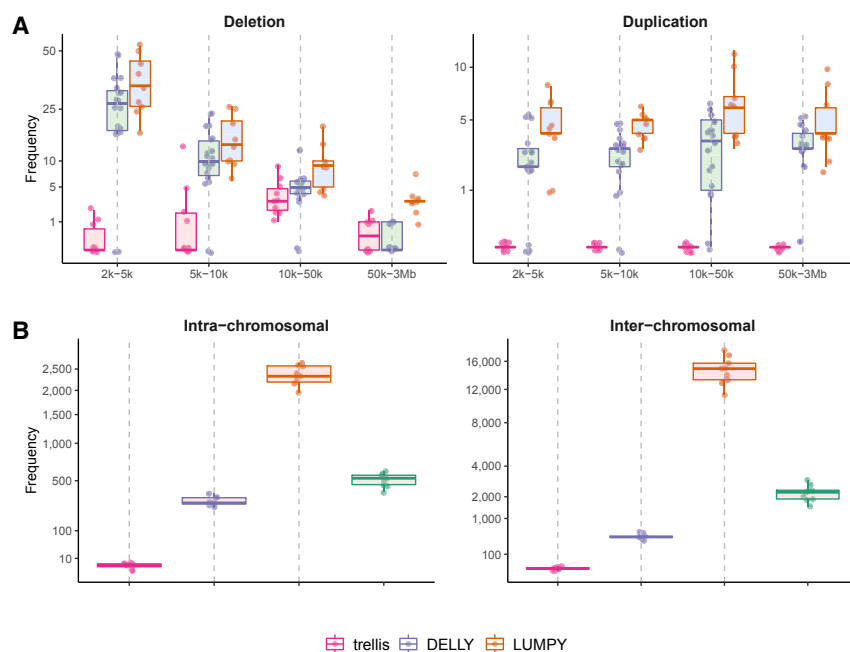 A
Deletion
Duplication
Frequency
50
25
10
5
1
10
5
1
2k−5k
5k−10k
10k−50k
50k−3Mb
2k−5k
5k−10k
10k−50k
50k−3Mb
B
Intra−chromosomal
Inter−chromosomal
Frequency
2,500
2,000
1,500
1,000
500
100
10
16,000
12,000
8,000
4,000
2,000
1,000
100
trellis
DELLY
LUMPY